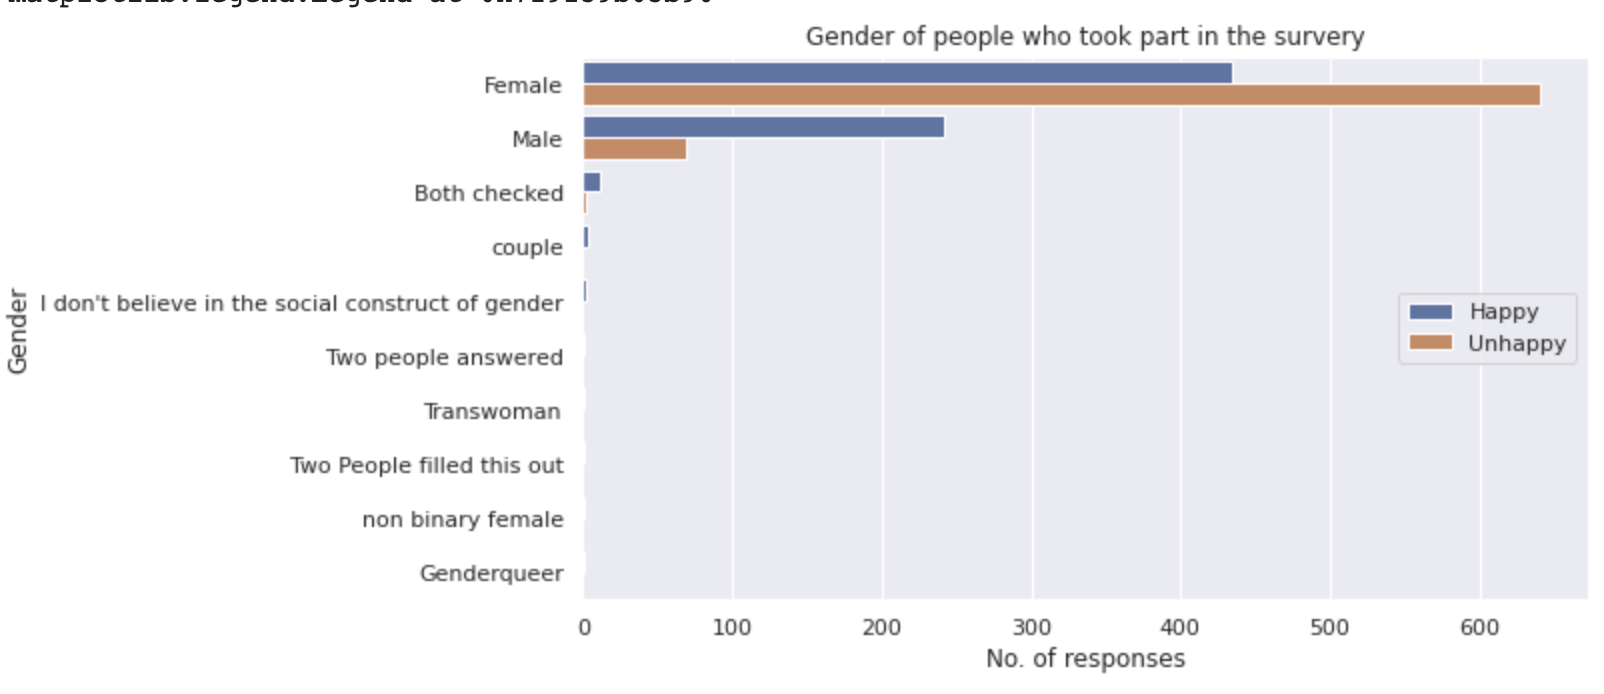 Gender of people who took part in the survery
Female
Male
Both checked
couple
I don't believe in the social construct of gender
Two people answered
Transwoman
Two People filled this out
non binary female
Genderqueer
Gender
Happy
Unhappy
0 100 200 300 400 500 600
No. of responses